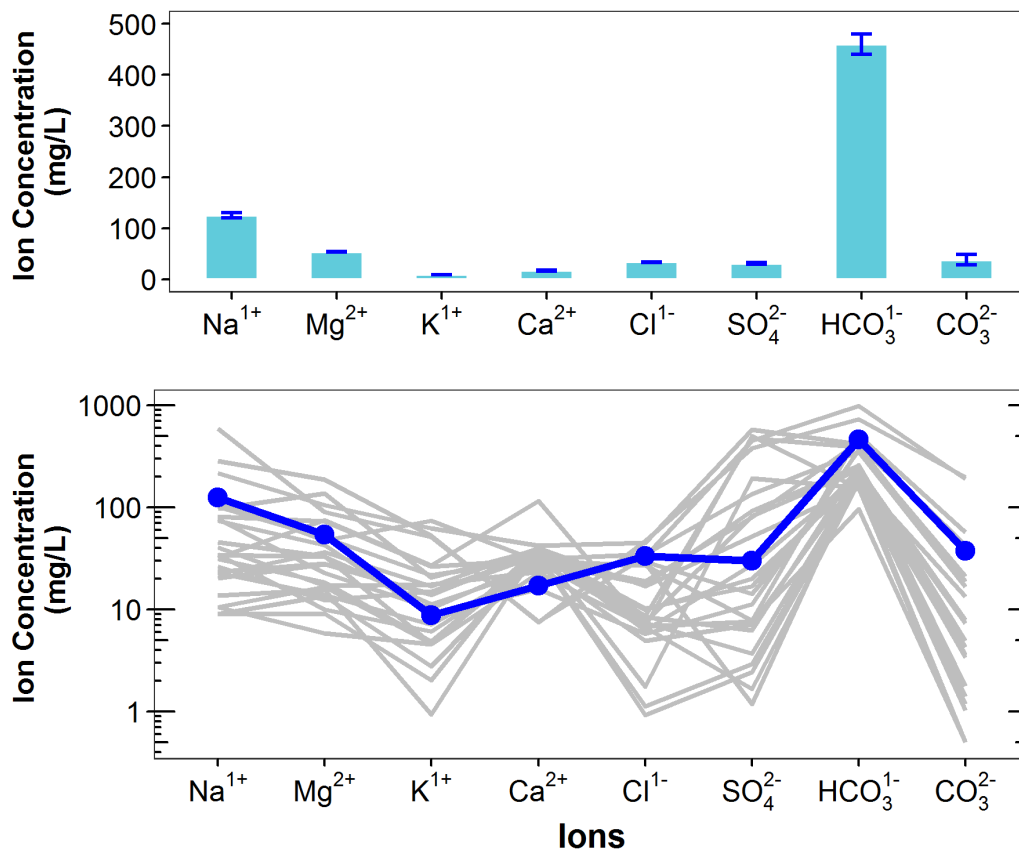 Ion Concentration
(mg/L)
500
400
300
200
100
0
Na¹⁺ Mg²⁺ K¹⁺ Ca²⁺ Cl¹⁻ SO₄²⁻ HCO₃¹⁻ CO₃²⁻
Ion Concentration
(mg/L)
1000
100
10
1
Na¹⁺ Mg²⁺ K¹⁺ Ca²⁺ Cl¹⁻ SO₄²⁻ HCO₃¹⁻ CO₃²⁻
Ions